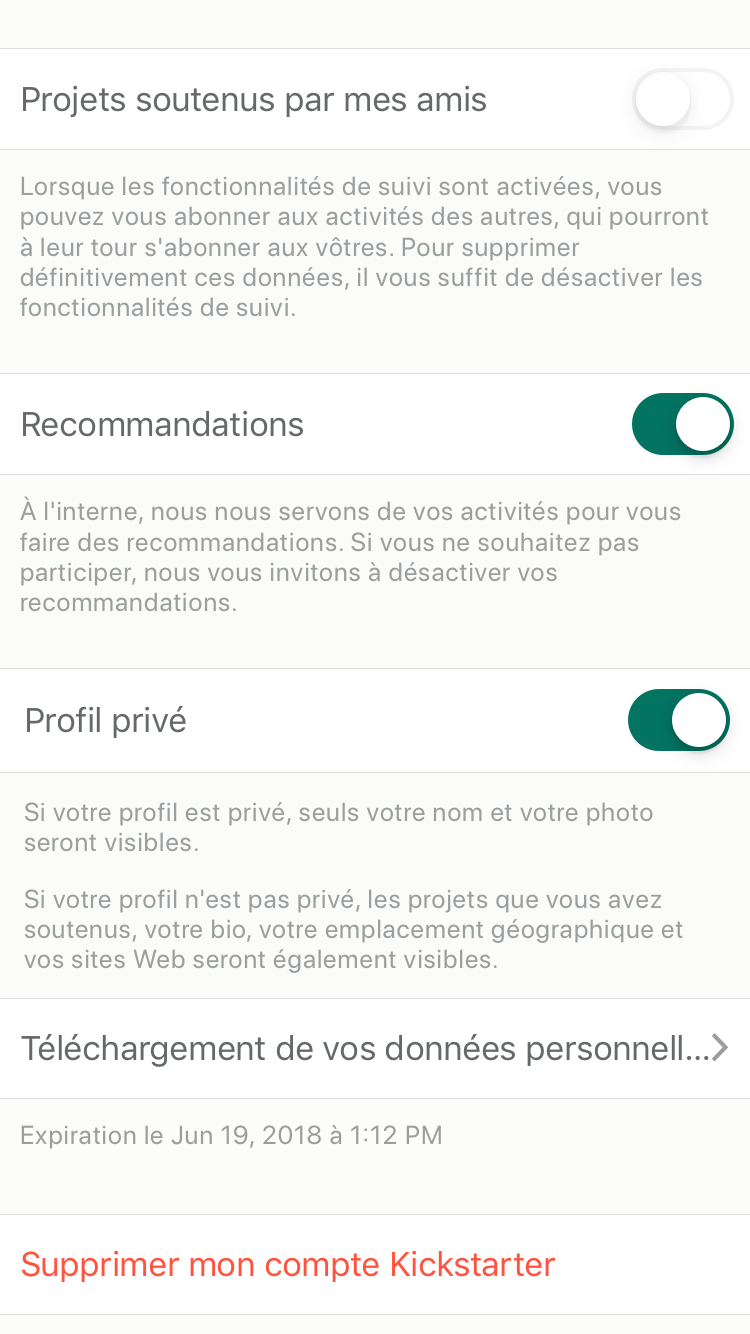 Projets soutenus par mes amis
Lorsque les fonctionnalités de suivi sont activées, vous
pouvez vous abonner aux activités des autres, qui pourront
à leur tour s'abonner aux vôtres. Pour supprimer
définitivement ces données, il vous suffit de désactiver les
fonctionnalités de suivi.
Recommandations
À l'interne, nous nous servons de vos activités pour vous
faire des recommandations. Si vous ne souhaitez pas
participer, nous vous invitons à désactiver vos
recommandations.
Profil privé
Si votre profil est privé, seuls votre nom et votre photo
seront visibles.
Si votre profil n'est pas privé, les projets que vous avez
soutenus, votre bio, votre emplacement géographique et
vos sites Web seront également visibles.
Téléchargement de vos données personnell...
Expiration le Jun 19, 2018 à 1:12 PM
Supprimer mon compte Kickstarter